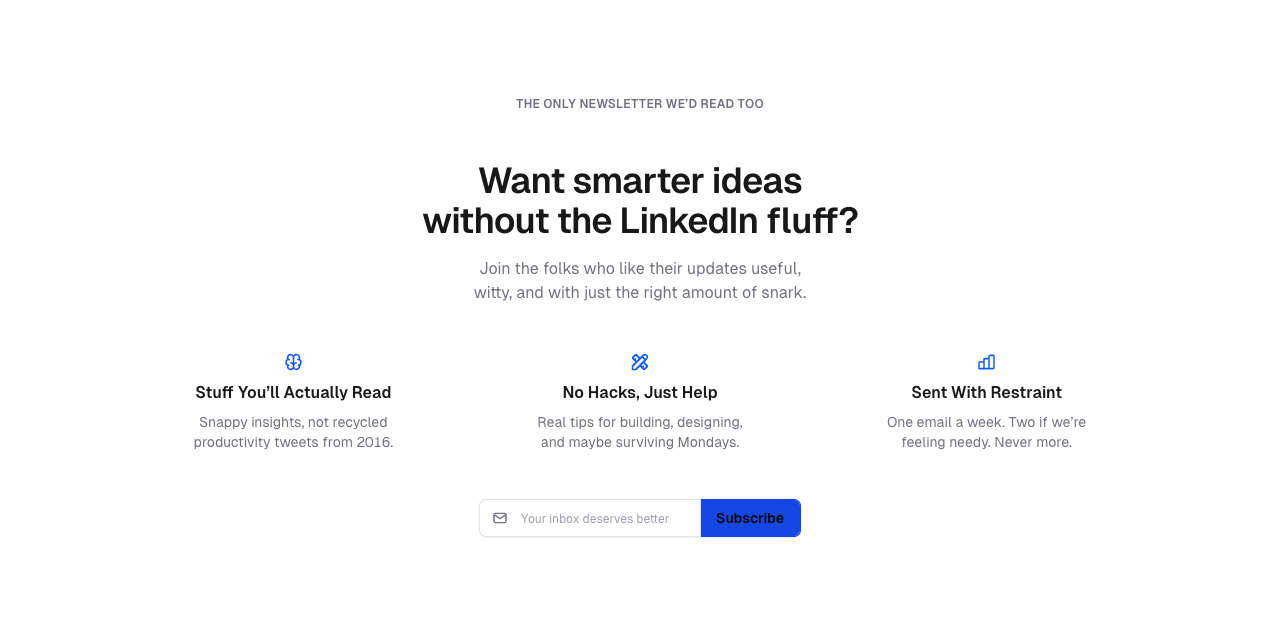 THE ONLY NEWSLETTER WE’D READ TOO
Want smarter ideas
without the LinkedIn fluff?
Join the folks who like their updates useful,
witty, and with just the right amount of snark.
Stuff You’ll Actually Read
Snappy insights, not recycled
productivity tweets from 2016.
No Hacks, Just Help
Real tips for building, designing,
and maybe surviving Mondays.
Sent With Restraint
One email a week. Two if we’re
feeling needy. Never more.
Your inbox deserves better
Subscribe